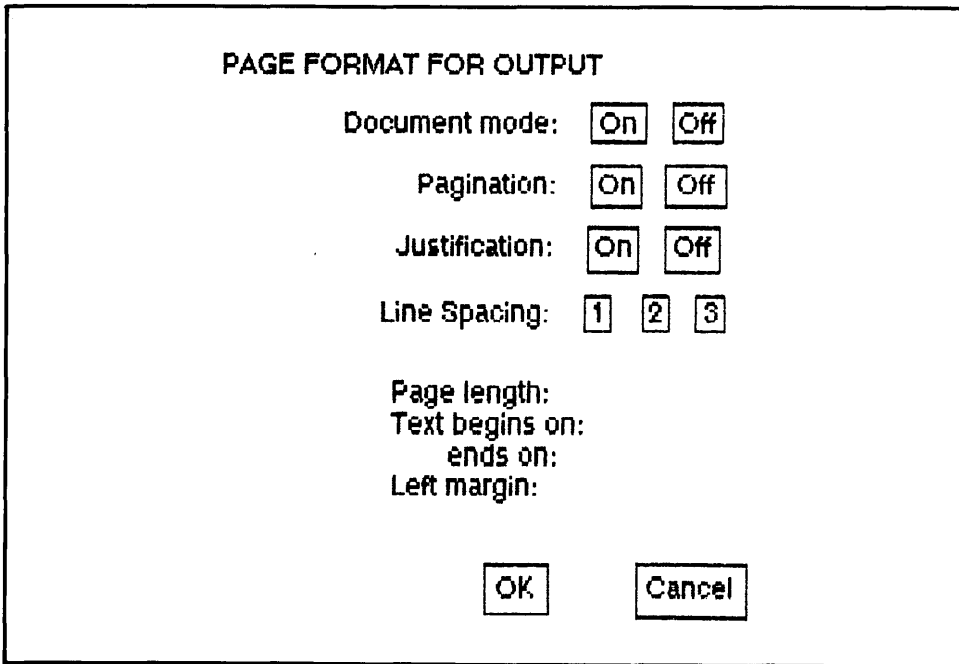 PAGE FORMAT FOR OUTPUT
Document mode: On Off
Pagination: On Off
Justification: On Off
Line Spacing: 1 2 3
Page length:
Text begins on:
ends on:
Left margin:
OK Cancel